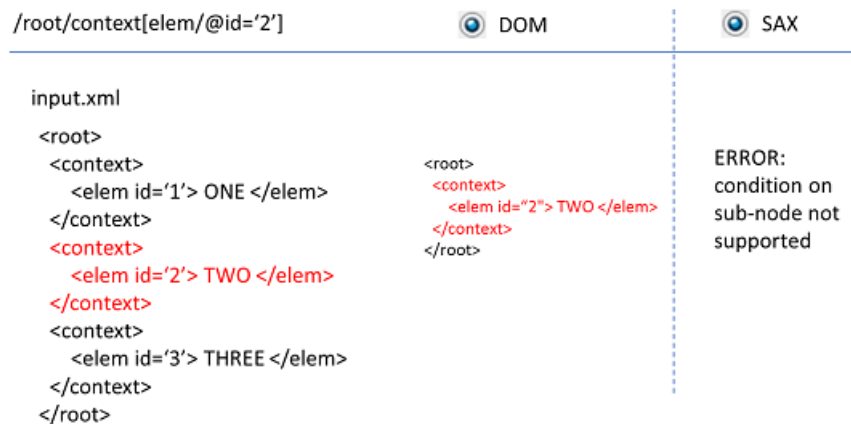 /root/context[elem/@id=‘2’]
DOM
SAX
input.xml
<root>
<context>
<elem id=‘1’> ONE </elem>
</context>
<context>
<elem id=‘2’> TWO </elem>
</context>
<context>
<elem id=‘3’> THREE </elem>
</context>
</root>
<root>
<context>
<elem id=“2"> TWO </elem>
</context>
</root>
ERROR:
condition on
sub-node not
supported